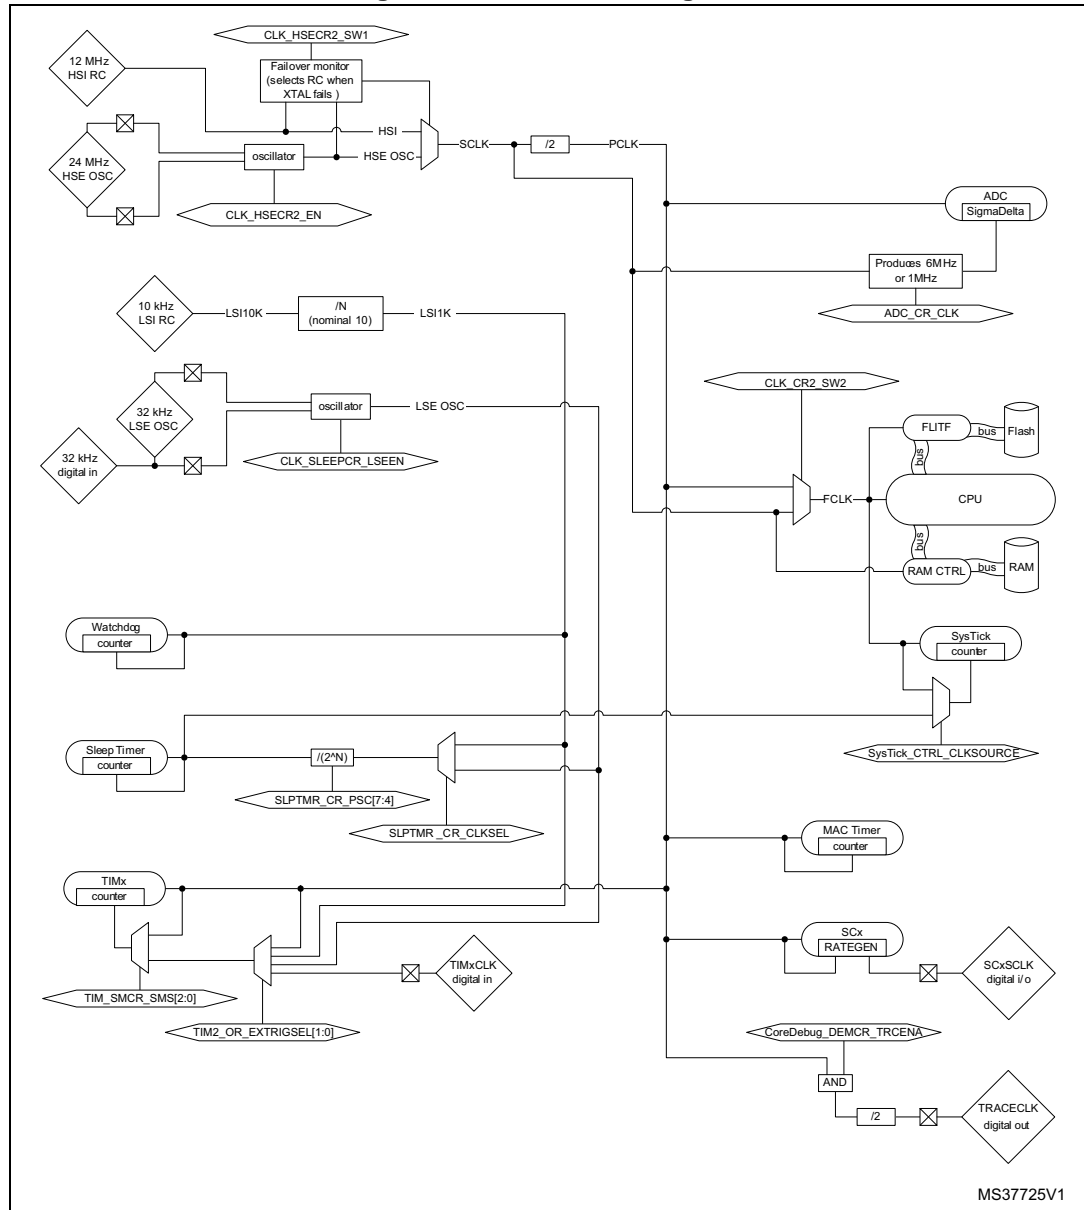 CLK_HSECR2_SW1
12 MHz
HSI RC
Failover monitor
(selects RC when
XTAL fails )
HSI
SCLK
/2
PCLK
oscillator
HSE OSC
24 MHz
HSE OSC
CLK_HSECR2_EN
ADC
SigmaDelta
Produces 6MHz
or 1MHz
ADC_CR_CLK
10 kHz
LSI RC
LSI10K
/N
(nominal 10)
LSI1K
CLK_CR2_SW2
32 kHz
LSE OSC
oscillator
LSE OSC
32 kHz
digital in
CLK_SLEEPCR_LSEEN
FLITF
bus
Flash
bus
FCLK
CPU
bus
RAM CTRL
bus
RAM
Watchdog
counter
SysTick
counter
Sleep Timer
counter
/(2^N)
SysTick_CTRL_CLKSOURCE
SLPTMR_CR_PSC[7:4]
SLPTMR _CR_CLKSEL
MAC Timer
counter
TIMx
counter
SCx
RATEGEN
TIMxCLK
digital in
SCxSCLK
digital i/o
TIM_SMCR_SMS[2:0]
TIM2_OR_EXTRIGSEL[1:0]
CoreDebug_DEMCR_TRCENA
AND
/2
TRACECLK
digital out
MS37725V1